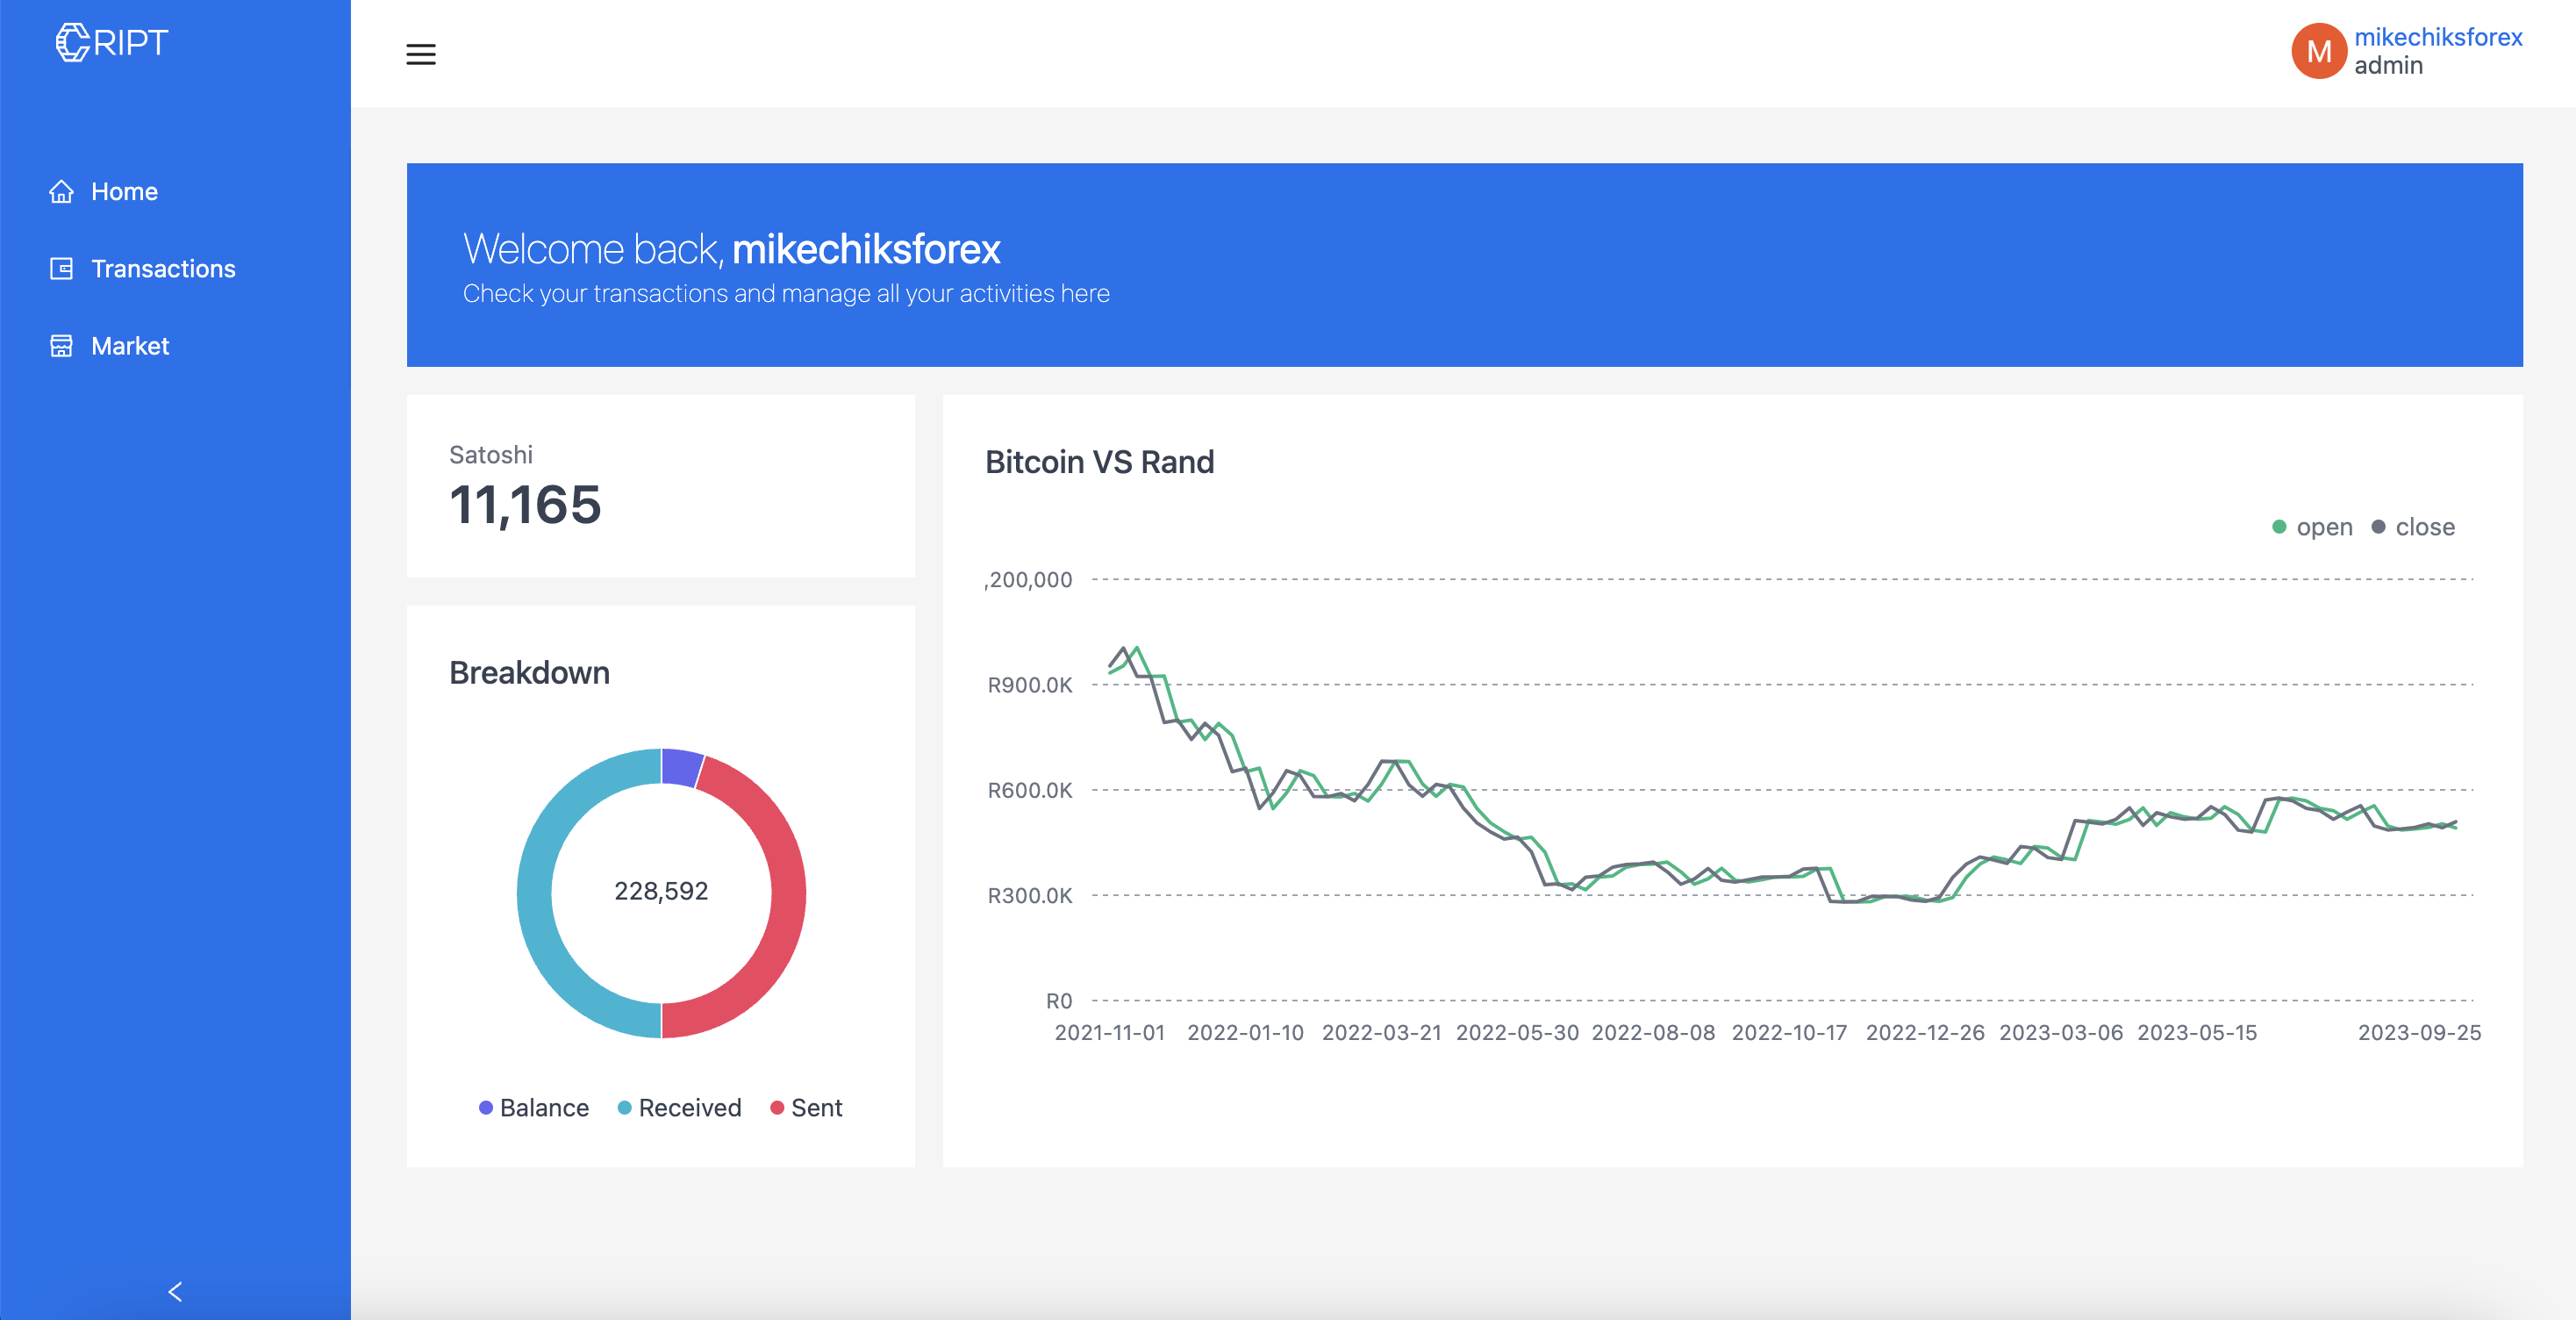 CRIPT
mikechiksforex
M
admin
Home
Transactions
Market
Welcome back, mikechiksforex
Check your transactions and manage all your activities here
Satoshi
11,165
Breakdown
228,592
Balance Received Sent
Bitcoin VS Rand
open close
,200,000
R900.0K
R600.0K
R300.0K
R0
2021-11-01 2022-01-10 2022-03-21 2022-05-30 2022-08-08 2022-10-17 2022-12-26 2023-03-06 2023-05-15 2023-09-25